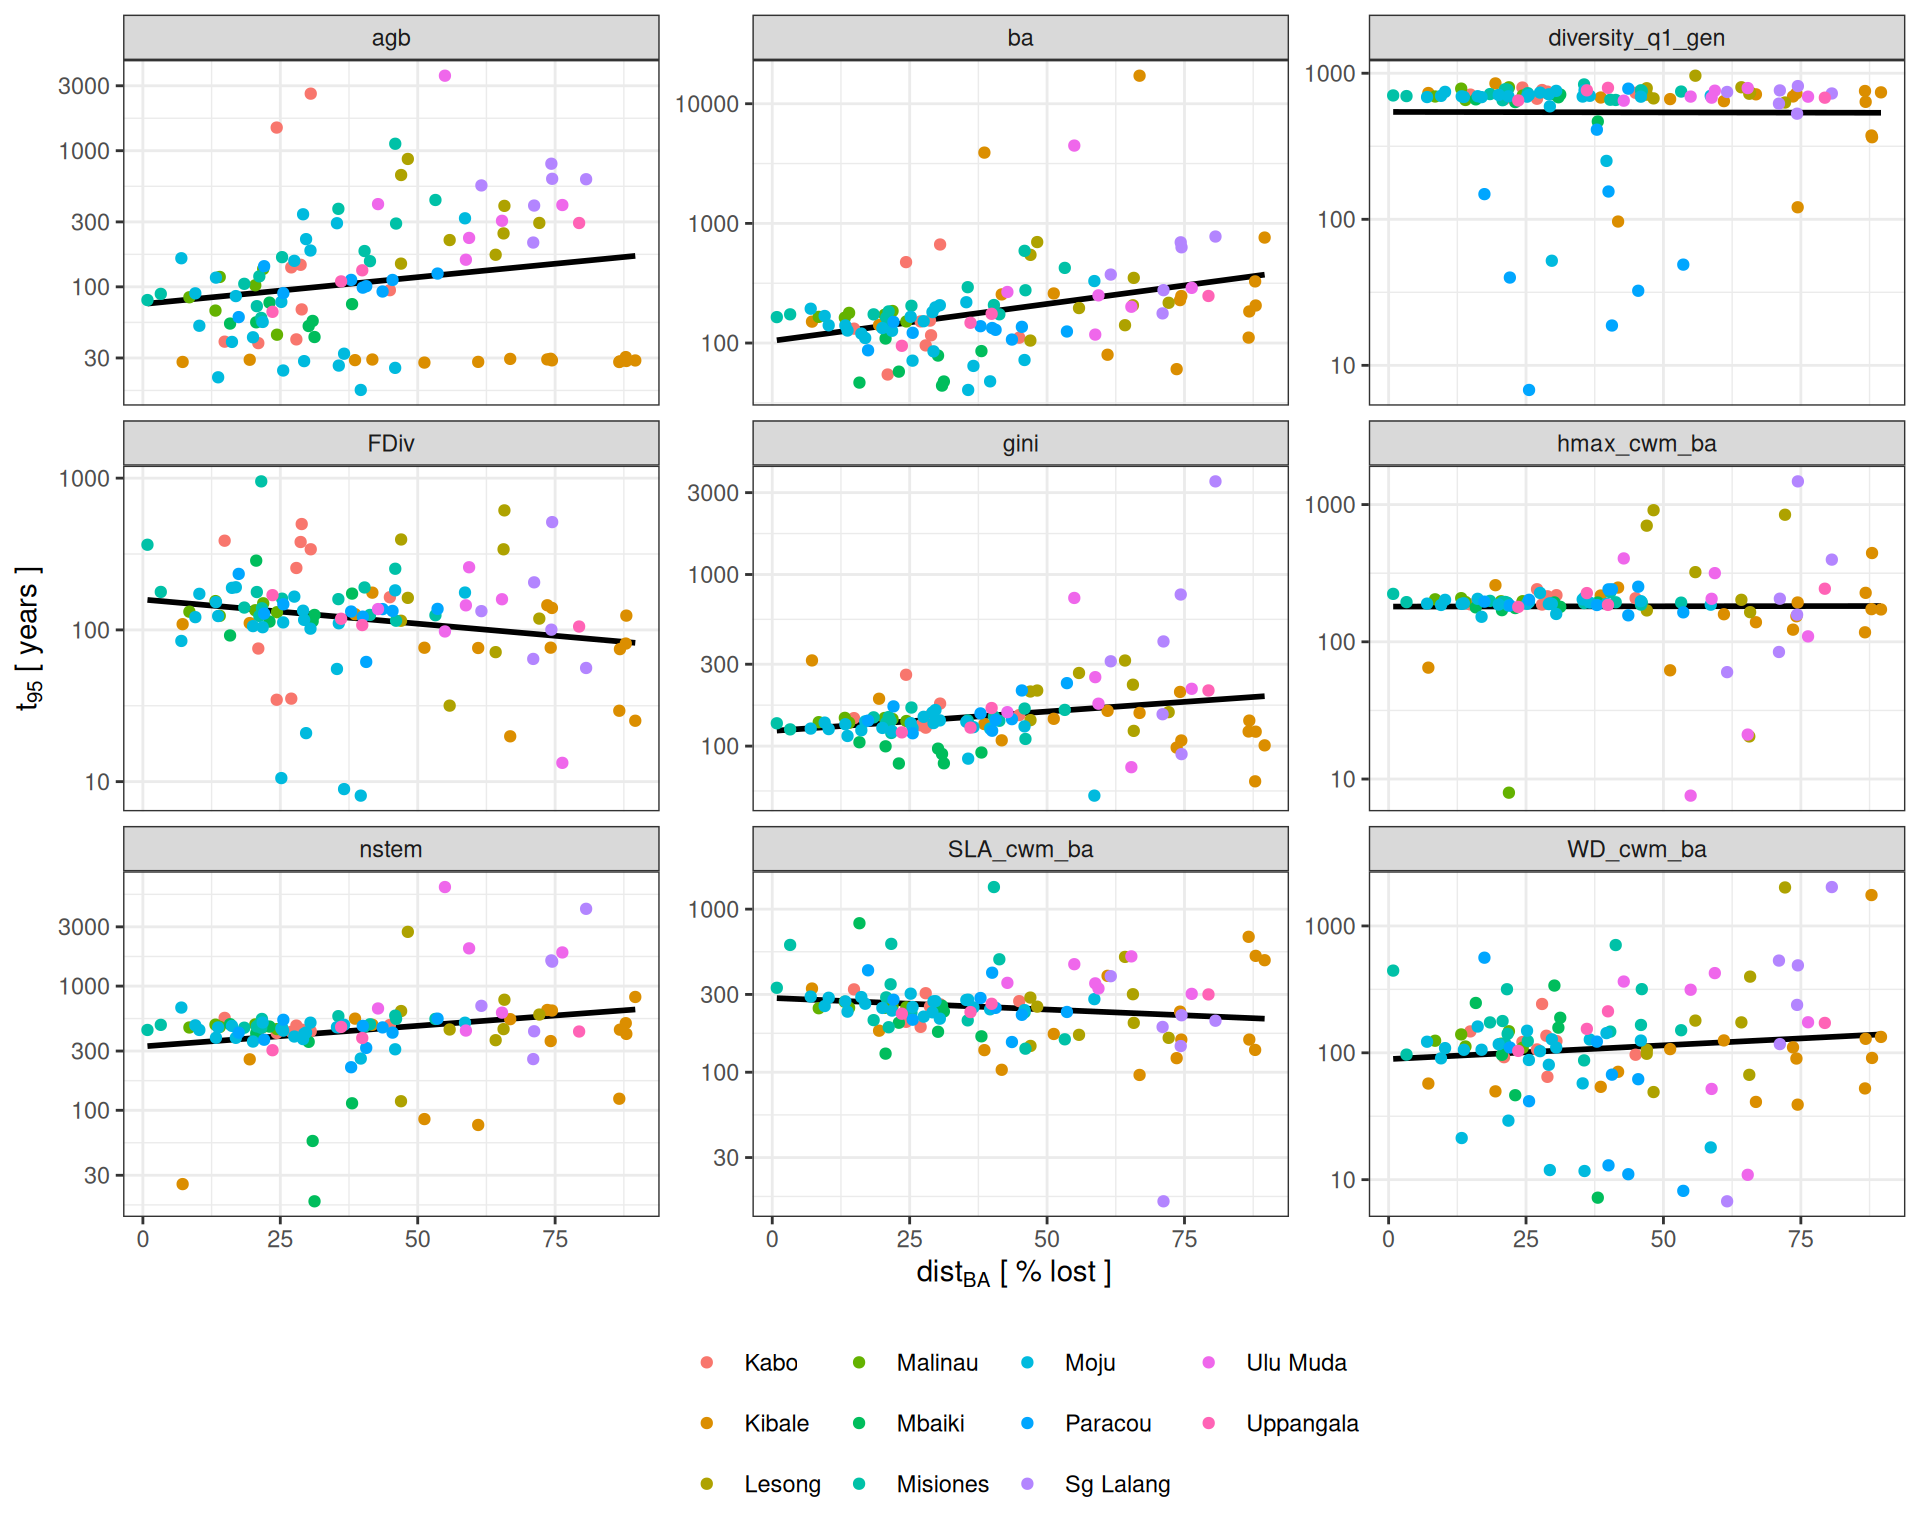 agb
ba
diversity_q1_gen
3000
1000
300
100
30
10000
1000
100
1000
100
10
FDiv
gini
hmax_cwm_ba
1000
100
10
3000
1000
300
100
1000
100
10
t95 [ years ]
nstem
SLA_cwm_ba
WD_cwm_ba
3000
1000
300
100
30
1000
300
100
30
1000
100
10
0 25 50 75
0 25 50 75
0 25 50 75
distBA [ % lost ]
Kabo Malinau Moju Ulu Muda
Kibale Mbaiki Paracou Uppangala
Lesong Misiones Sg Lalang